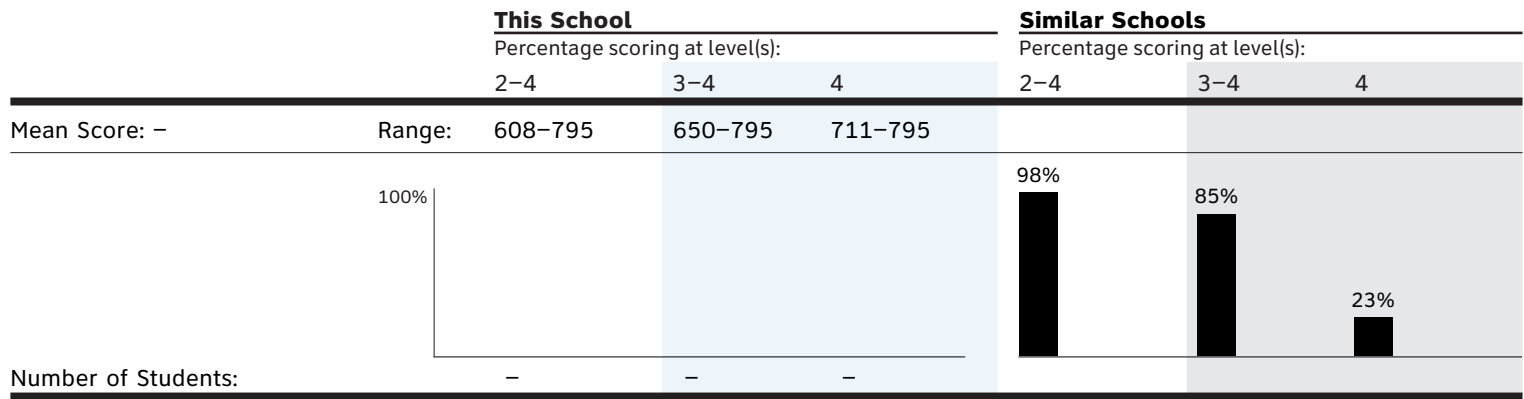 This School Similar Schools
Percentage scoring at level(s): Percentage scoring at level(s):
2–4 3–4 4 2–4 3–4 4
Mean Score: – Range: 608–795 650–795 711–795
98%
100% 85%
23%
Number of Students: – – –